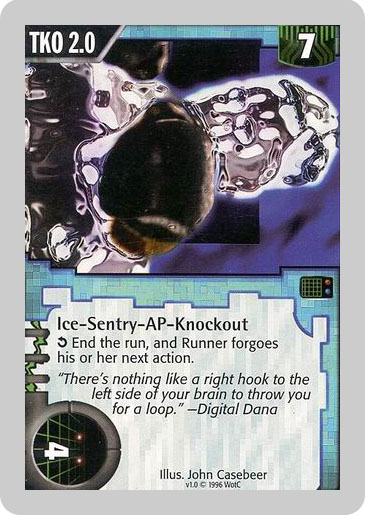 TKO 2.0
7
Ice-Sentry-AP-Knockout
End the run, and Runner forgoes
his or her next action.
"There's nothing like a right hook to the
left side of your brain to throw you
for a loop." —Digital Dana
4
Illus. John Casebeer
v1.0 © 1996 WotC